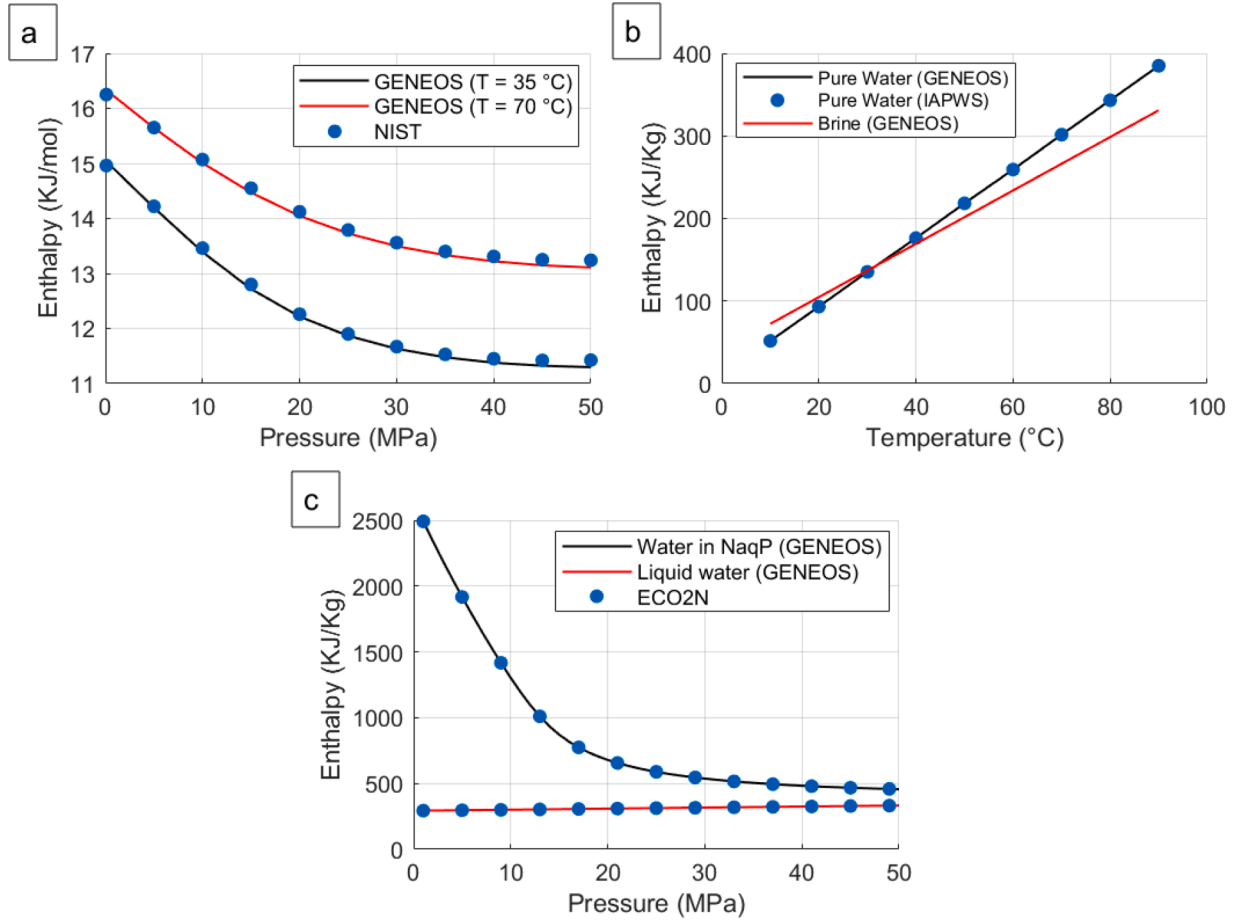 a
Enthalpy (KJ/mol)
17
16
15
14
13
12
11
GENEOS (T = 35 °C)
GENEOS (T = 70 °C)
NIST
0 10 20 30 40 50
Pressure (MPa)
b
Enthalpy (KJ/Kg)
400
300
200
100
0
Pure Water (GENEOS)
Pure Water (IAPWS)
Brine (GENEOS)
0 20 40 60 80 100
Temperature (°C)
c
Enthalpy (KJ/Kg)
2500
2000
1500
1000
500
0
Water in NaqP (GENEOS)
Liquid water (GENEOS)
ECO2N
0 10 20 30 40 50
Pressure (MPa)